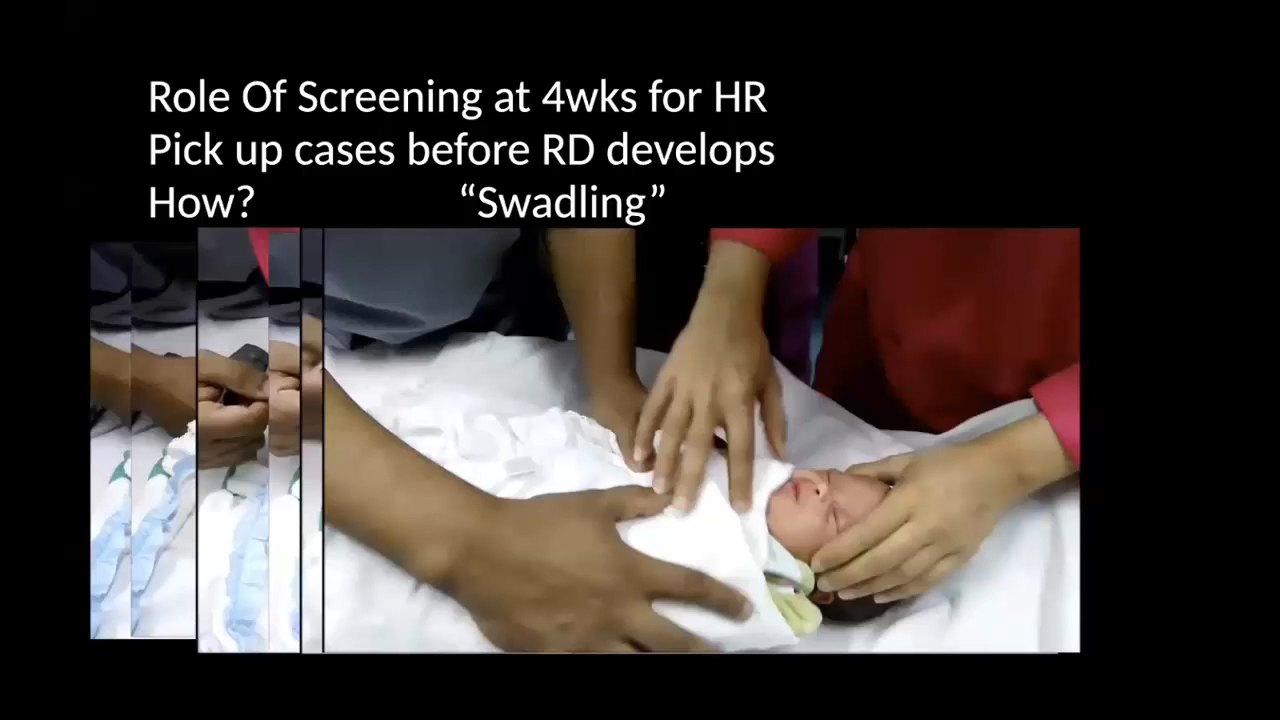 Role Of Screening at 4wks for HR
Pick up cases before RD develops
How? “Swadling”